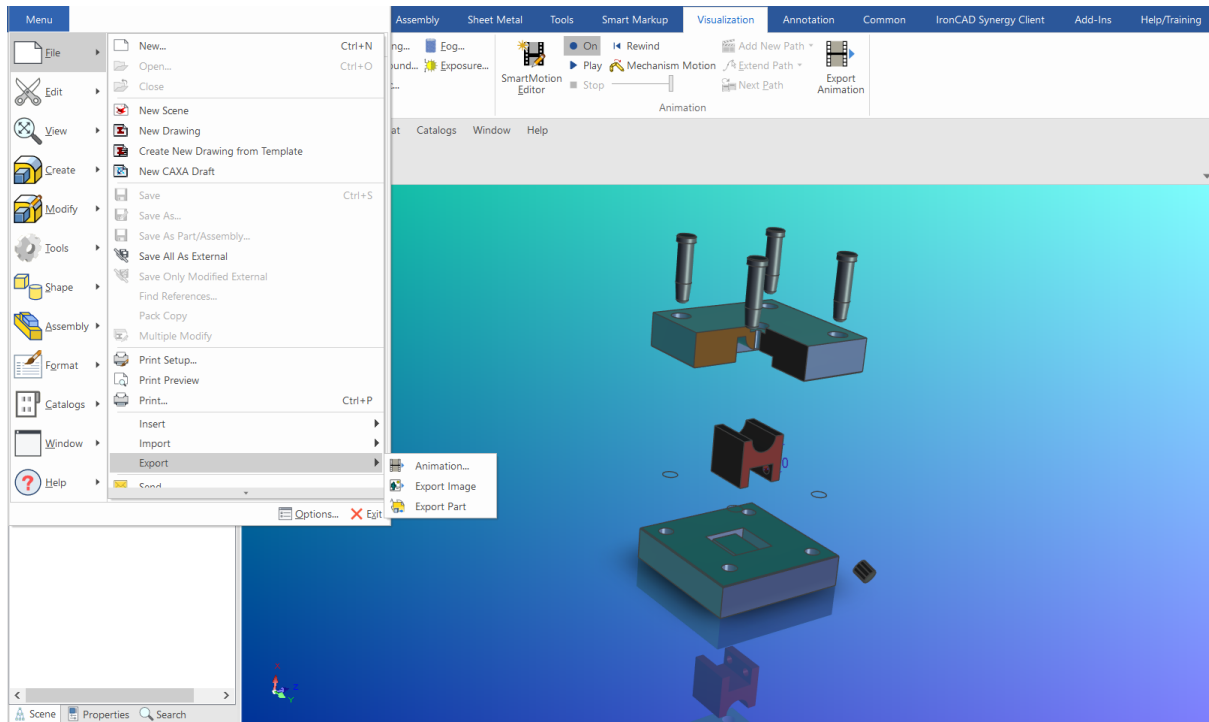 Menu
Assembly
Sheet Metal
Tools
Smart Markup
Visualization
Annotation
Common
IronCAD Synergy Client
Add-Ins
Help/Training
File
Edit
View
Create
Modify
Tools
Shape
Assembly
Format
Catalogs
Window
Help
New... Ctrl+N
Open... Ctrl+O
Close
New Scene
New Drawing
Create New Drawing from Template
New CAXA Draft
Save Ctrl+S
Save As...
Save As Part/Assembly...
Save All As External
Save Only Modified External
Find References...
Pack Copy
Multiple Modify
Print Setup...
Print Preview
Print... Ctrl+P
Insert
Import
Export
Send
Options... Exit
Animation...
Export Image
Export Part
Fog...
Exposure...
SmartMotion
Editor
On
Play
Stop
Rewind
Mechanism Motion
Add New Path
Extend Path
Next Path
Export
Animation
Animation
Catalogs Window Help
Scene Properties Search